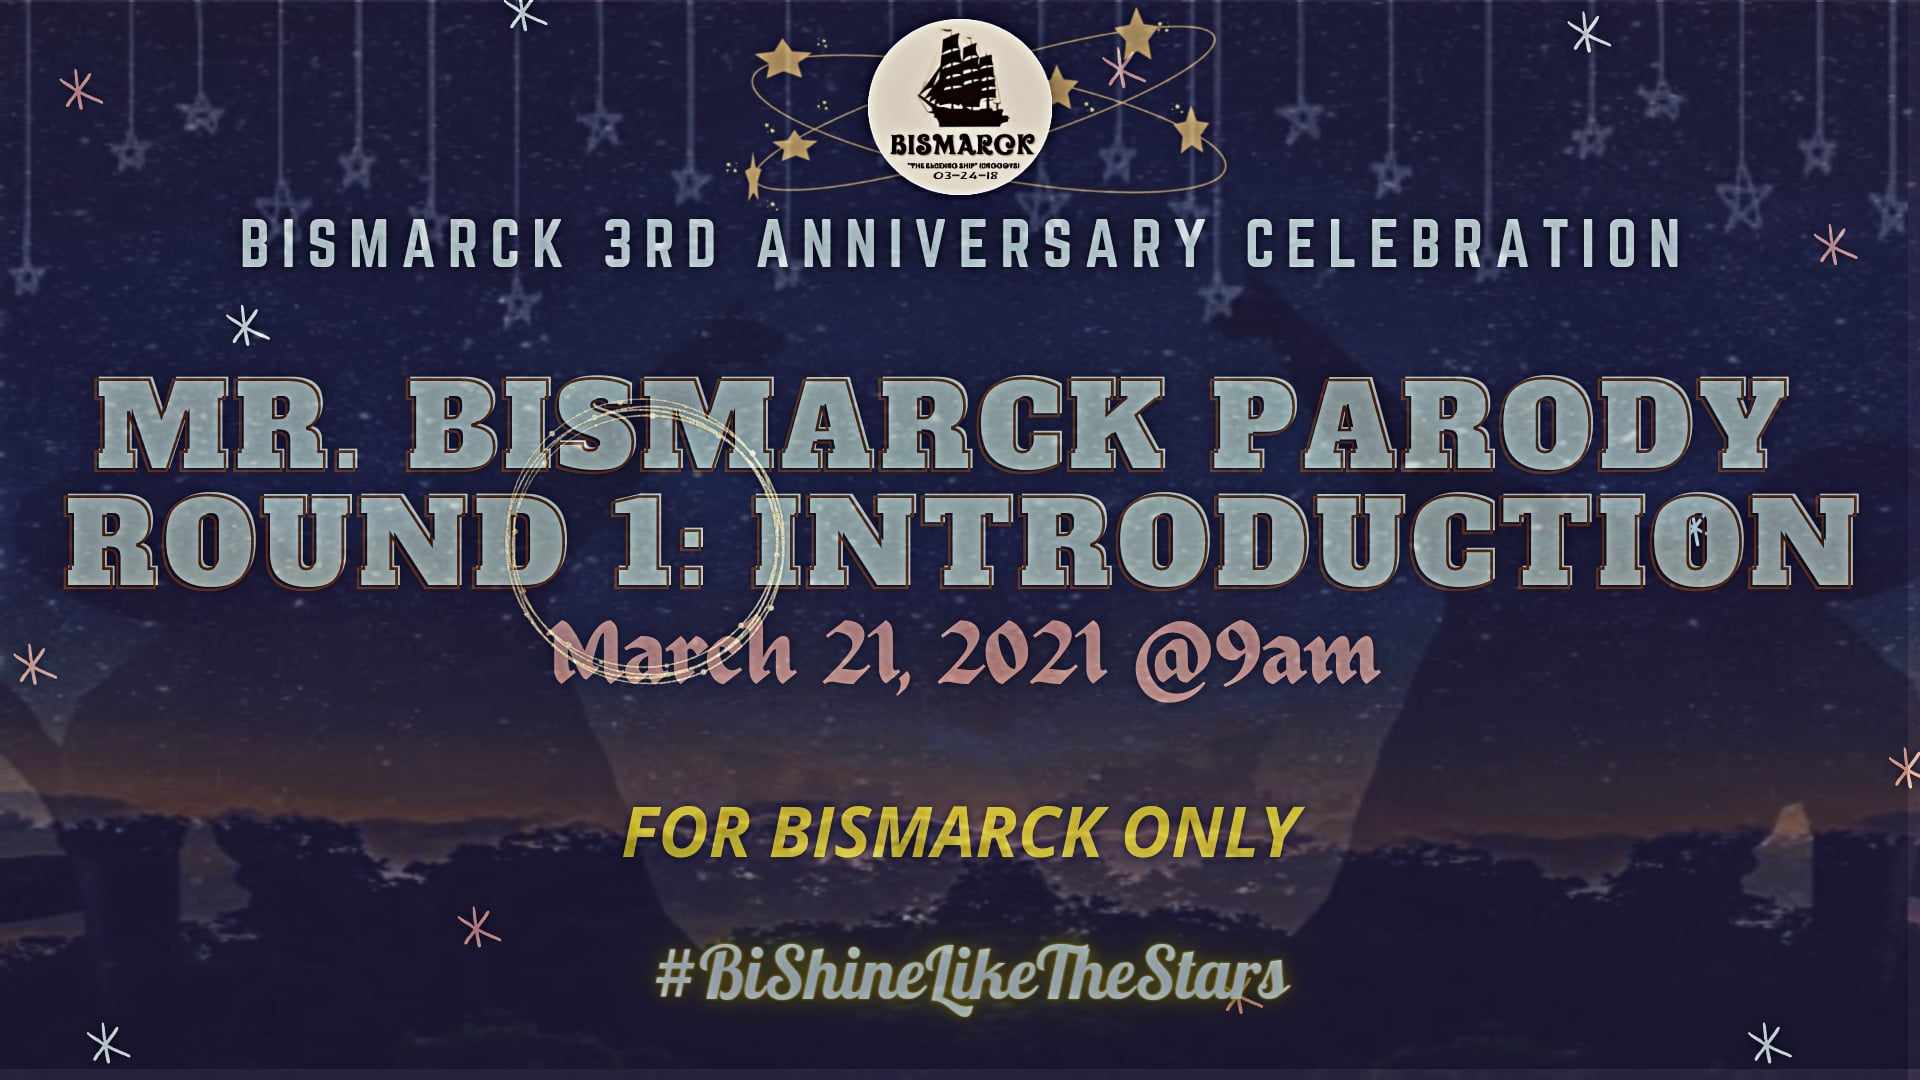 BISMARCK
03-24-18
BISMARCK 3RD ANNIVERSARY CELEBRATION
MR. BISMARCK PARODY
ROUND 1: INTRODUCTION
March 21, 2021 @9am
FOR BISMARCK ONLY
#BiShineLikeTheStars